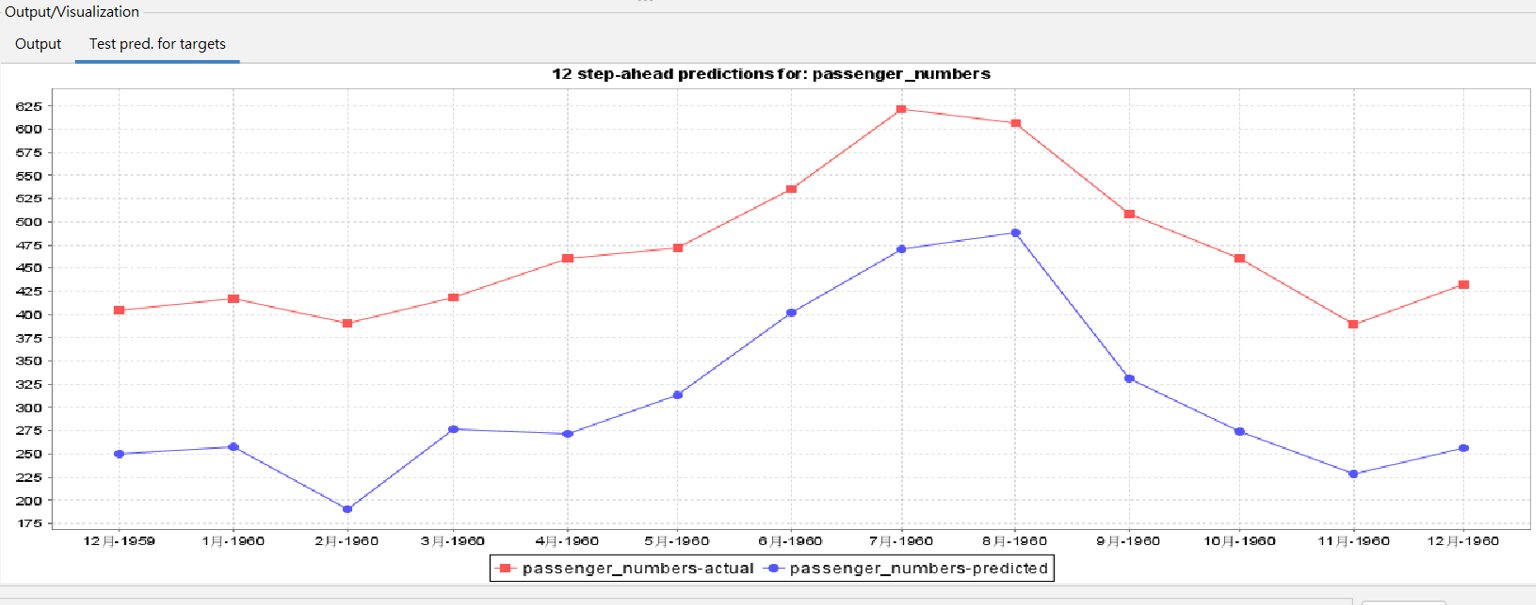 Output/Visualization
Output
Test pred. for targets
12 step-ahead predictions for: passenger_numbers
625
600
575
550
525
500
475
450
425
400
375
350
325
300
275
250
225
200
175
12月-1959
1月-1960
2月-1960
3月-1960
4月-1960
5月-1960
6月-1960
7月-1960
8月-1960
9月-1960
10月-1960
11月-1960
12月-1960
passenger_numbers-actual
passenger_numbers-predicted